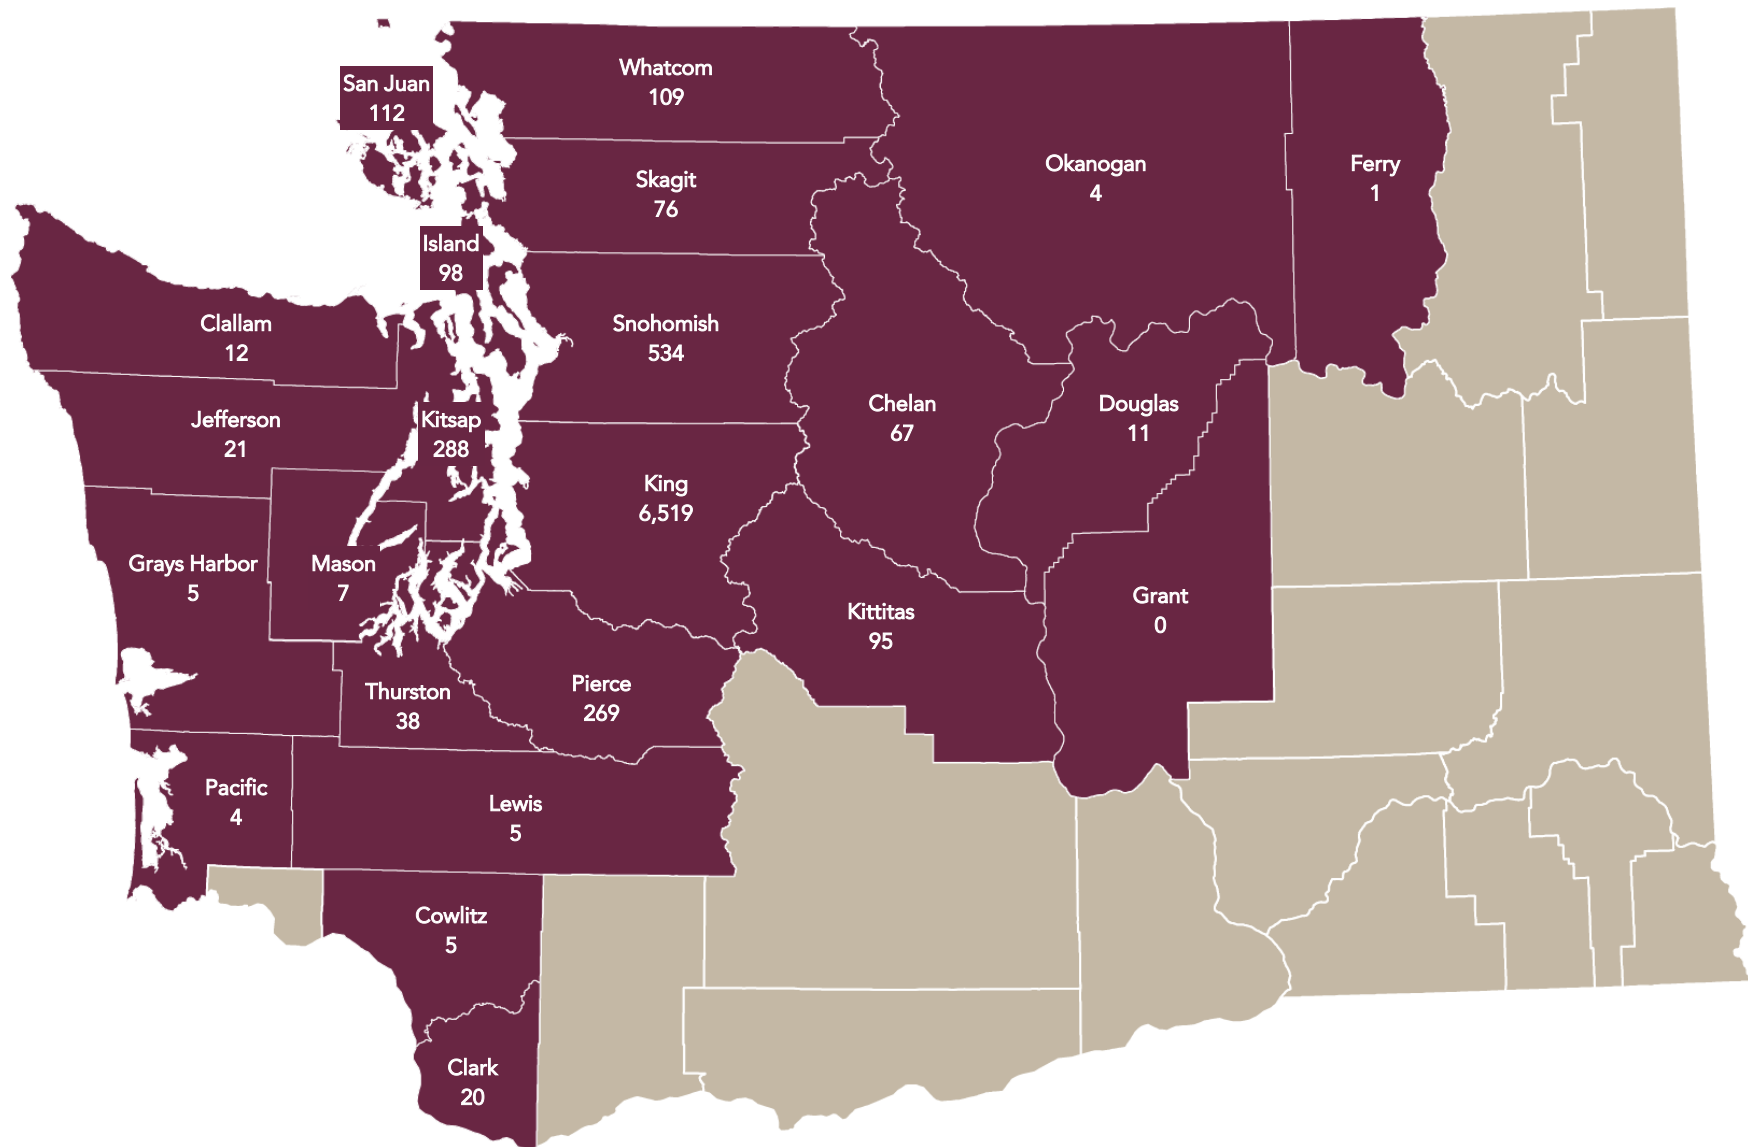 Whatcom
109
San Juan
112
Okanogan
4
Ferry
1
Skagit
76
Island
98
Clallam
12
Snohomish
534
Chelan
67
Douglas
11
Jefferson
21
Kitsap
288
King
6,519
Grays Harbor
5
Mason
7
Kittitas
95
Grant
0
Thurston
38
Pierce
269
Pacific
4
Lewis
5
Cowlitz
5
Clark
20